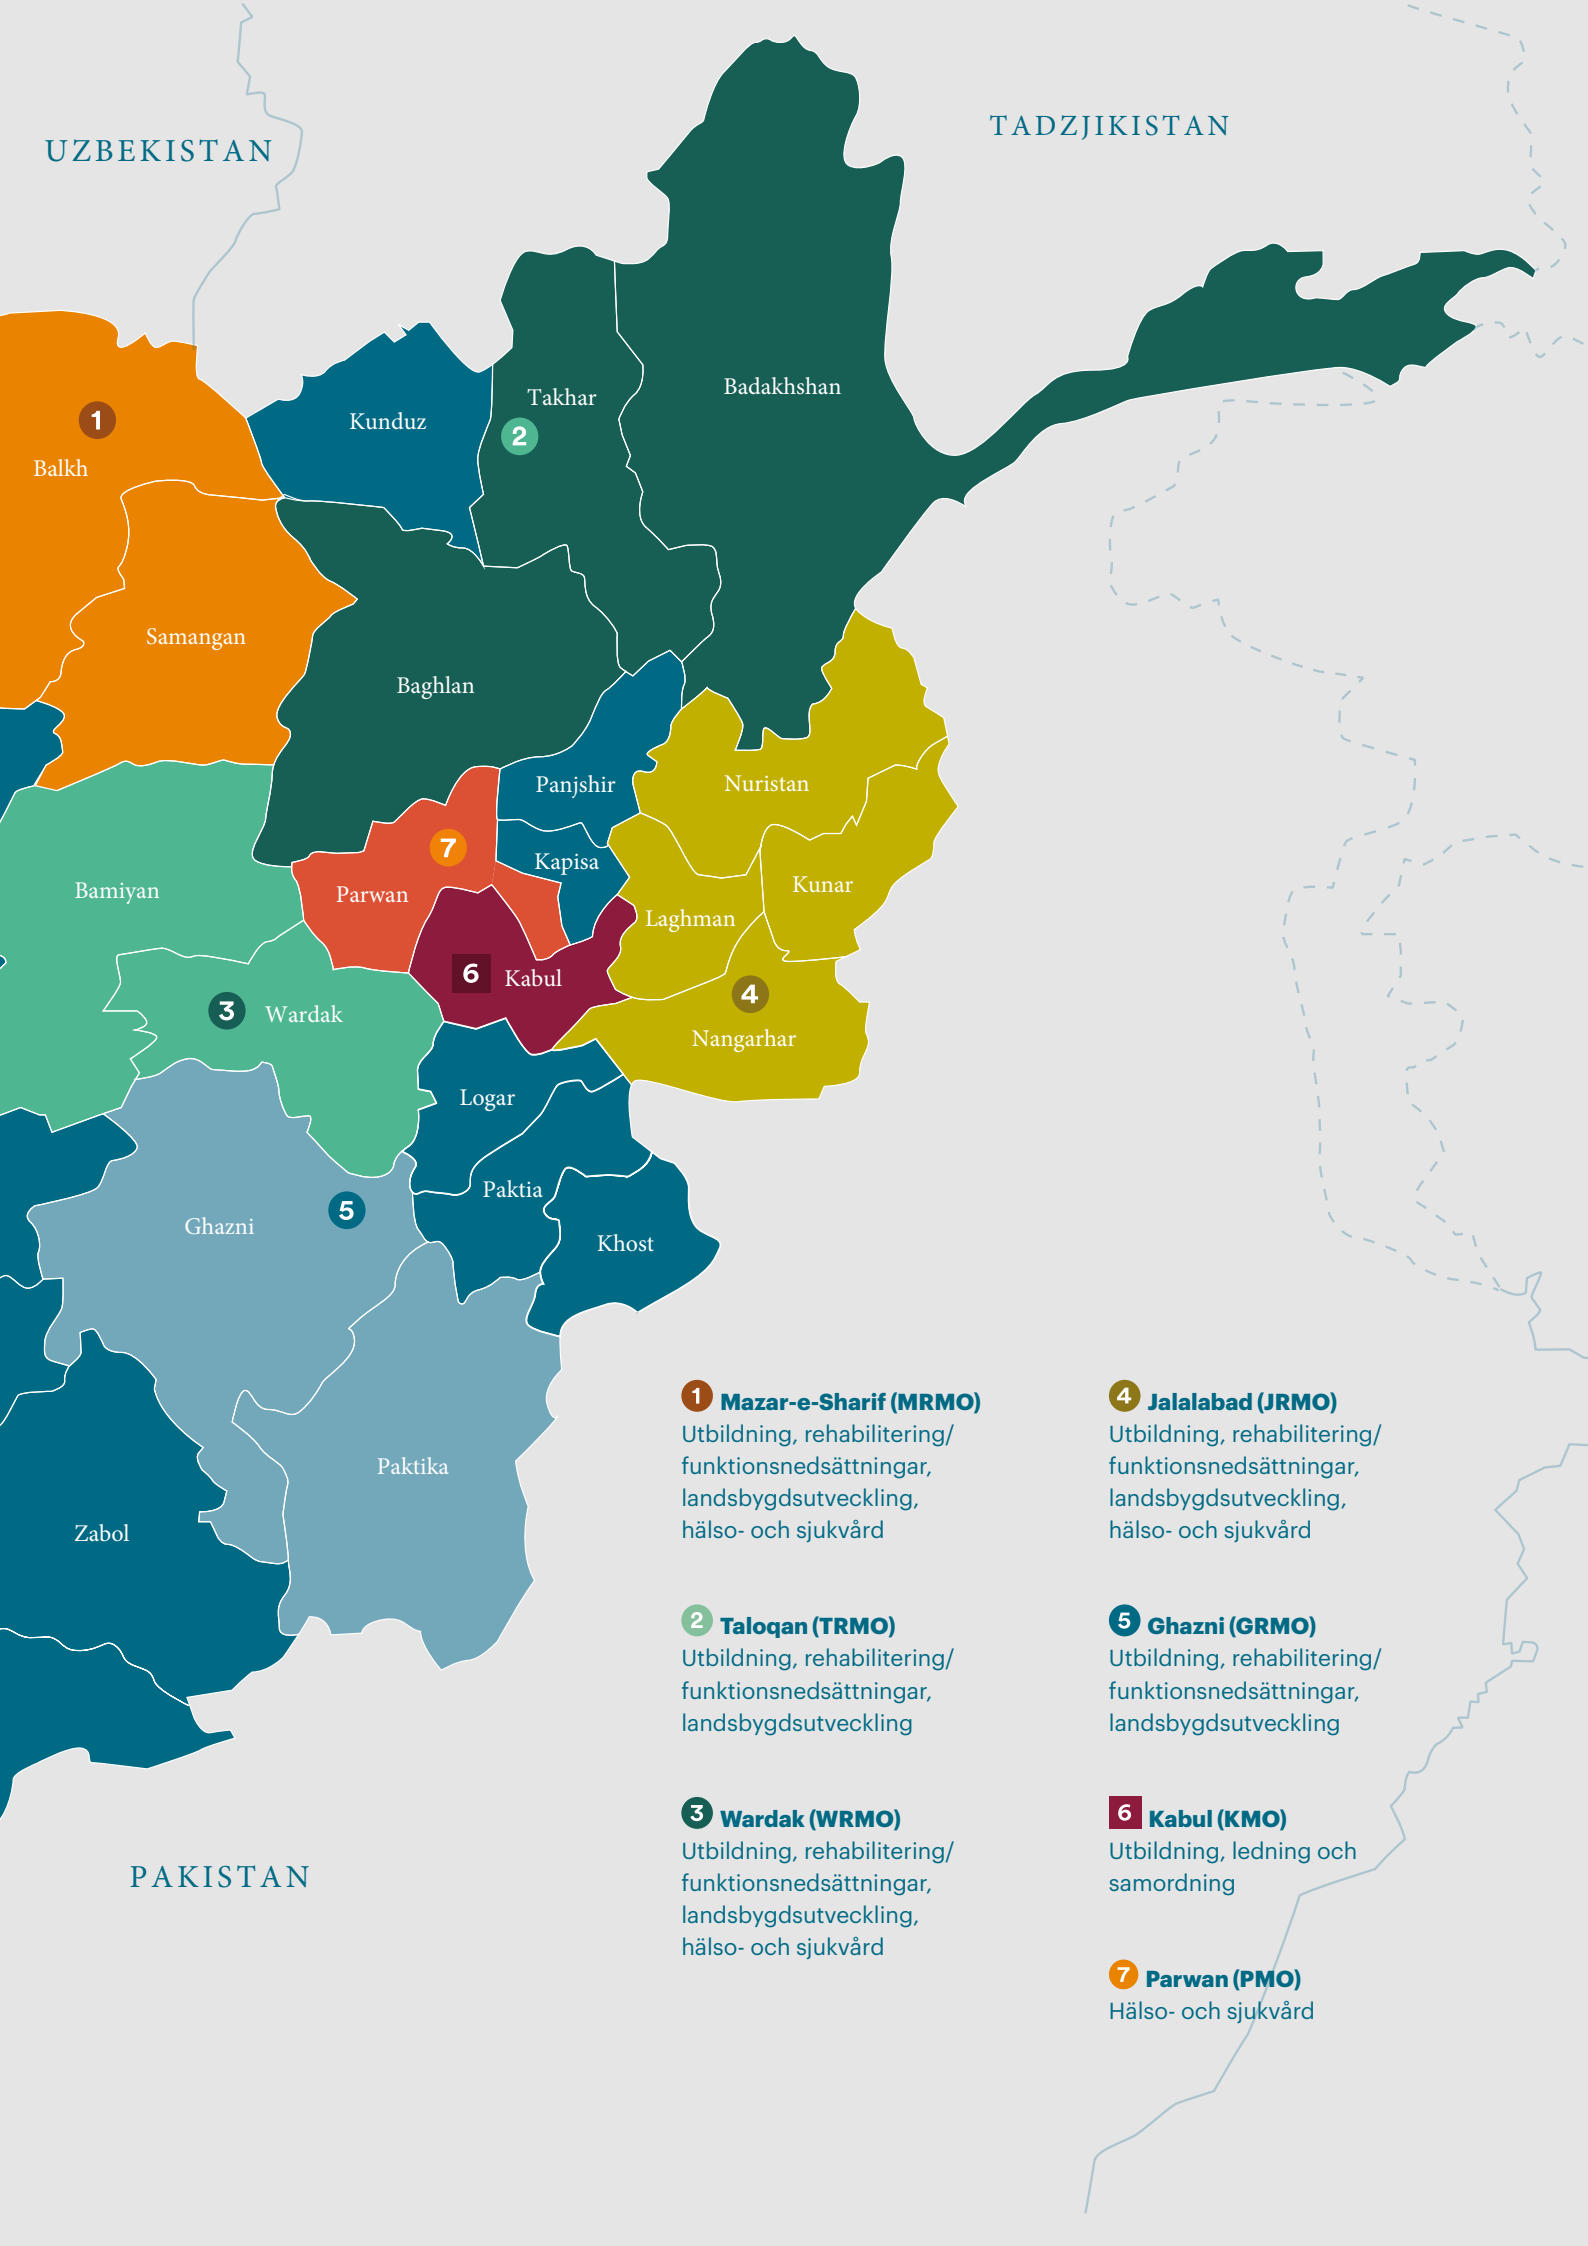 UZBEKISTAN
TADZJIKISTAN
Badakhshan
Takhar
2
Kunduz
1
Balkh
Samangan
Baghlan
Panjshir
Nuristan
7
Kapisa
Parwan
Kunar
Bamiyan
Laghman
6
Kabul
4
3
Wardak
Nangarhar
Logar
Paktia
5
Ghazni
Khost
Paktika
Zabol
PAKISTAN
1 Mazar-e-Sharif (MRMO)
Utbildning, rehabilitering/
funktionsnedsättningar,
landsbygdsutveckling,
hälso- och sjukvård
2 Taloqan (TRMO)
Utbildning, rehabilitering/
funktionsnedsättningar,
landsbygdsutveckling
3 Wardak (WRMO)
Utbildning, rehabilitering/
funktionsnedsättningar,
landsbygdsutveckling,
hälso- och sjukvård
4 Jalalabad (JRMO)
Utbildning, rehabilitering/
funktionsnedsättningar,
landsbygdsutveckling,
hälso- och sjukvård
5 Ghazni (GRMO)
Utbildning, rehabilitering/
funktionsnedsättningar,
landsbygdsutveckling
6 Kabul (KMO)
Utbildning, ledning och
samordning
7 Parwan (PMO)
Hälso- och sjukvård